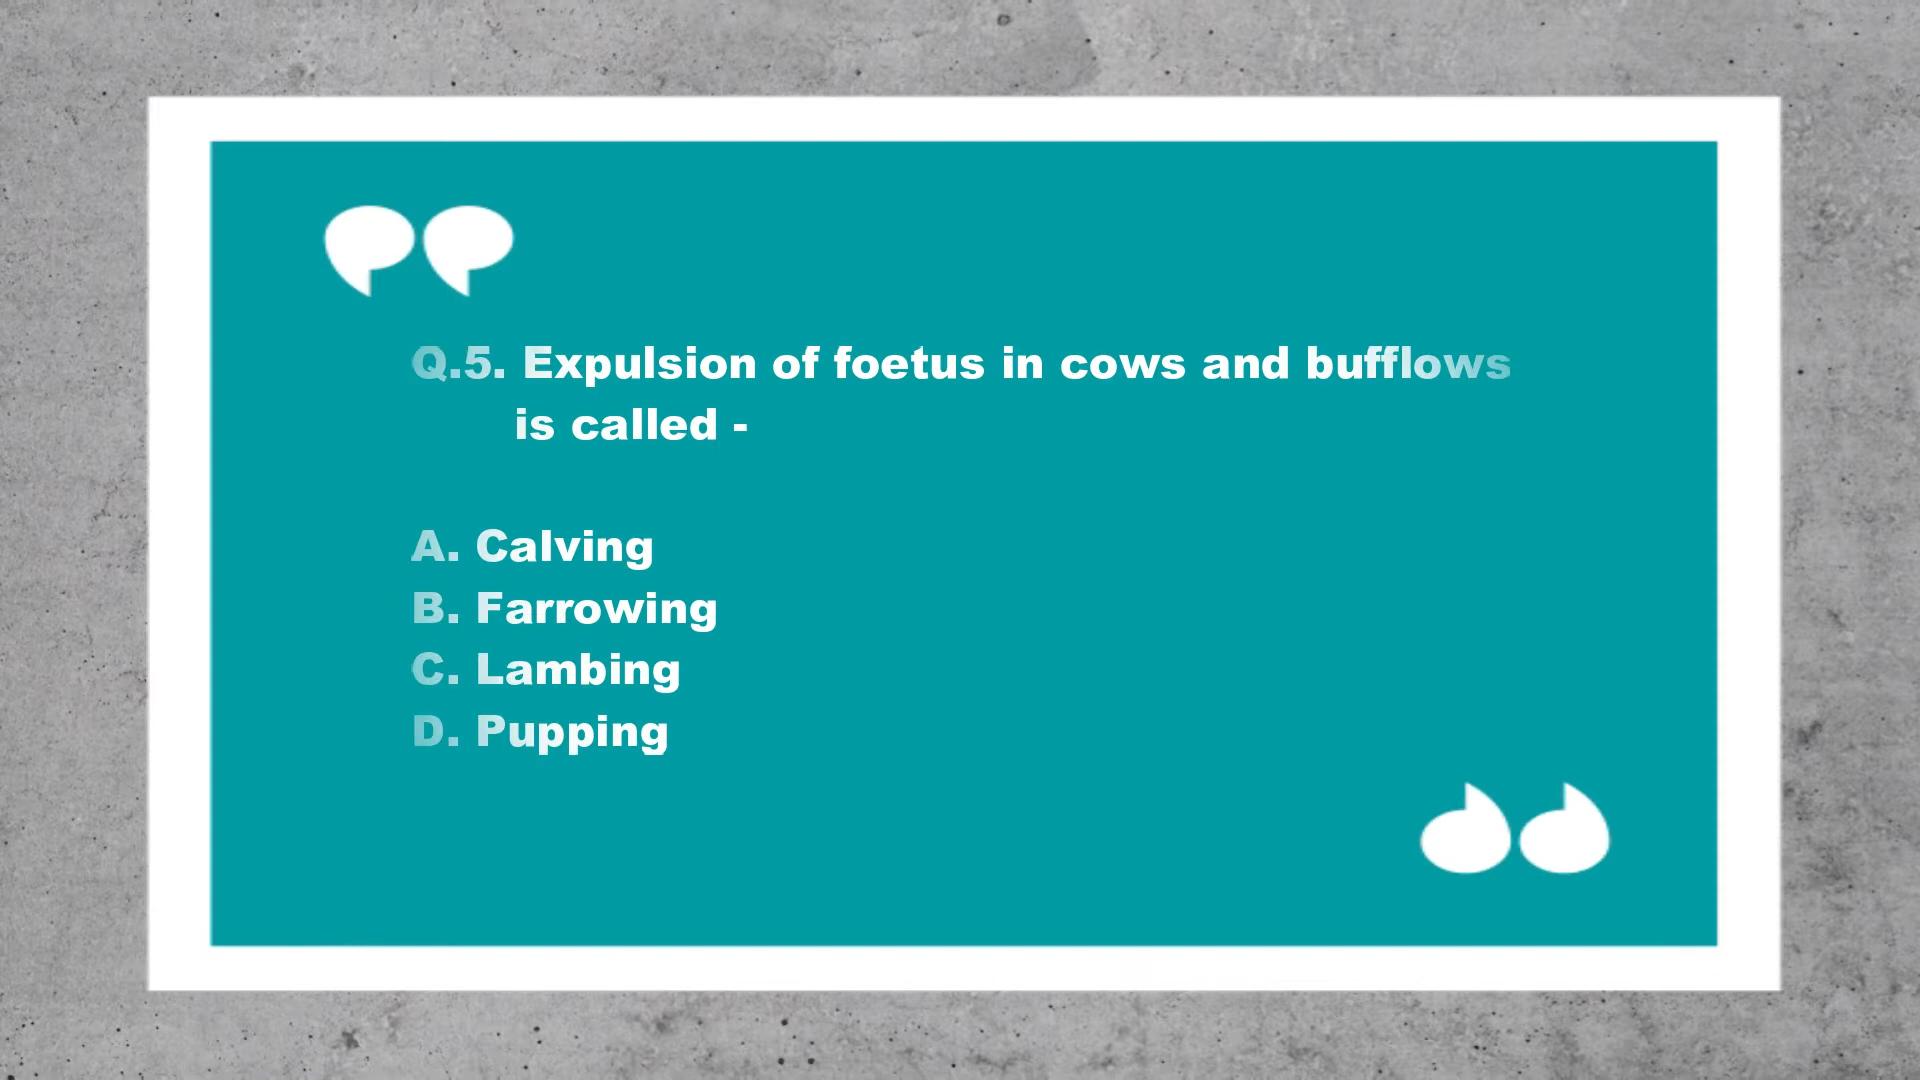 Q.5. Expulsion of foetus in cows and bufflows
is called -
A. Calving
B. Farrowing
C. Lambing
D. Pupping